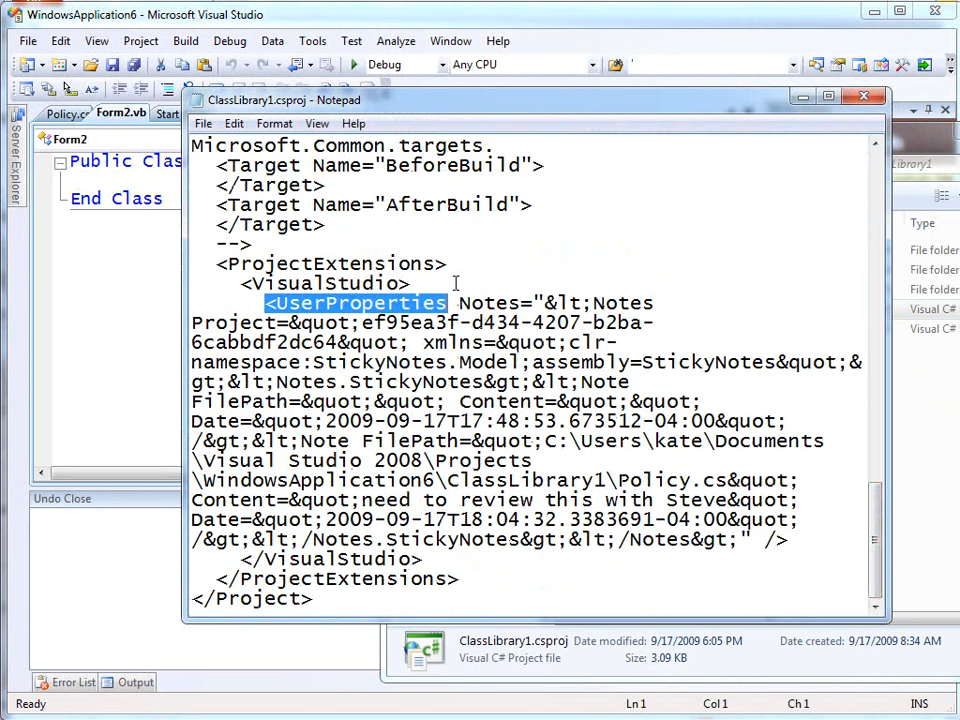 WindowsApplication6 - Microsoft Visual Studio
File Edit View Project Build Debug Data Tools Test Analyze Window Help
Debug Any CPU '
Policy.c Form2.vb Start
ClassLibrary1.csproj - Notepad
File Edit Format View Help
Server Explorer
Form2
Public Clas
End Class
Microsoft.Common.targets.
<Target Name="BeforeBuild">
</Target>
<Target Name="AfterBuild">
</Target>
-->
<ProjectExtensions>
<VisualStudio>
<UserProperties Notes="&lt;Notes
Project=&quot;ef95ea3f-d434-4207-b2ba-
6cabbdf2dc64&quot; xmlns=&quot;clr-
namespace:StickyNotes.Model;assembly=StickyNotes&quot;&
gt;&lt;Notes.StickyNotes&gt;&lt;Note
FilePath=&quot;&quot; Content=&quot;&quot;
Date=&quot;2009-09-17T17:48:53.673512-04:00&quot;
/&gt;&lt;Note FilePath=&quot;C:\Users\kate\Documents
\Visual Studio 2008\Projects
\WindowsApplication6\ClassLibrary1\Policy.cs&quot;
Content=&quot;need to review this with Steve&quot;
Date=&quot;2009-09-17T18:04:32.3383691-04:00&quot;
/&gt;&lt;/Notes.StickyNotes&gt;&lt;/Notes&gt;" />
</VisualStudio>
</ProjectExtensions>
</Project>
Library1
Type
File folder
File folder
File folder
Visual C#
Visual C#
Undo Close
ClassLibrary1.csproj Date modified: 9/17/2009 6:05 PM Date created: 9/17/2009 8:34 AM
Visual C# Project file Size: 3.09 KB
Error List Output
Ready Ln 1 Col 1 Ch 1 INS